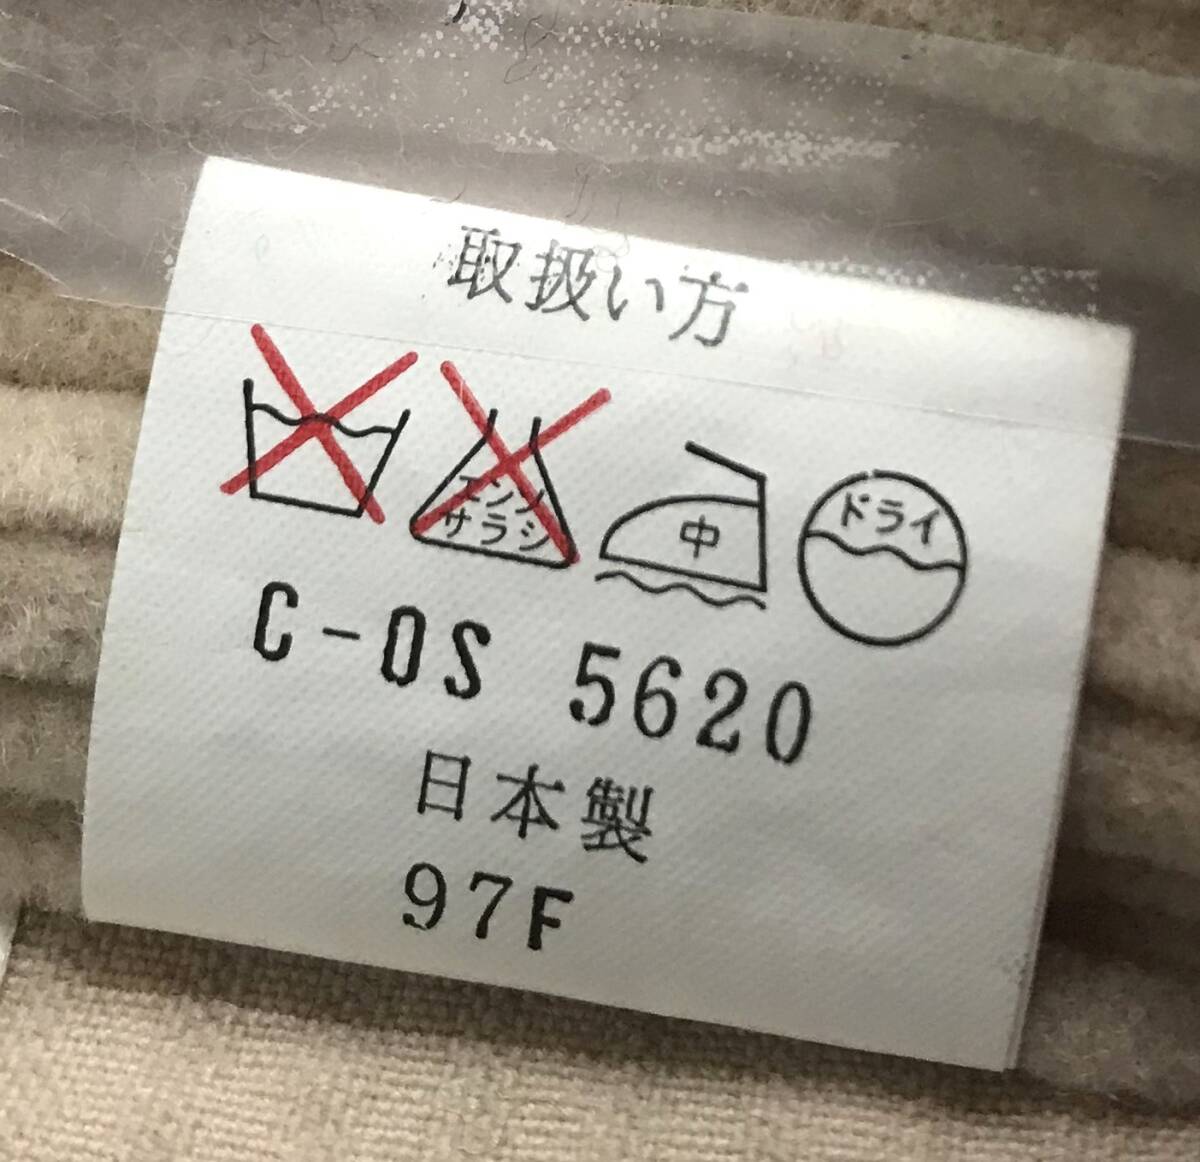 取扱い方
エンソ
サラシ
中
ドライ
C-OS 5620
日本製
97F